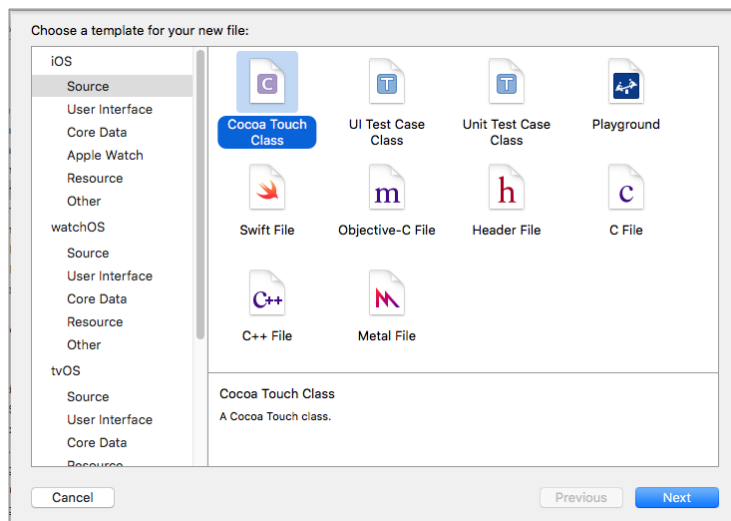 Choose a template for your new file:
iOS
Source
User Interface
Core Data
Apple Watch
Resource
Other
watchOS
Source
User Interface
Core Data
Resource
Other
tvOS
Source
User Interface
Core Data
Resource
C
Cocoa Touch
Class
T
UI Test Case
Class
T
Unit Test Case
Class
Playground
Swift File
m
Objective-C File
h
Header File
c
C File
C++
C++ File
Metal File
Cocoa Touch Class
A Cocoa Touch class.
Cancel
Previous
Next